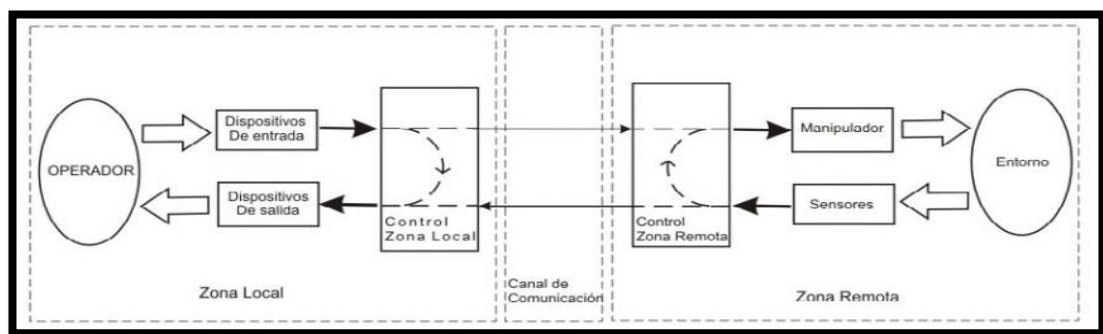 OPERADOR
Dispositivos
De entrada
Dispositivos
De salida
Control
Zona Local
Zona Local
Canal de
Comunicación
Control
Zona Remota
Manipulador
Sensores
Entorno
Zona Remota